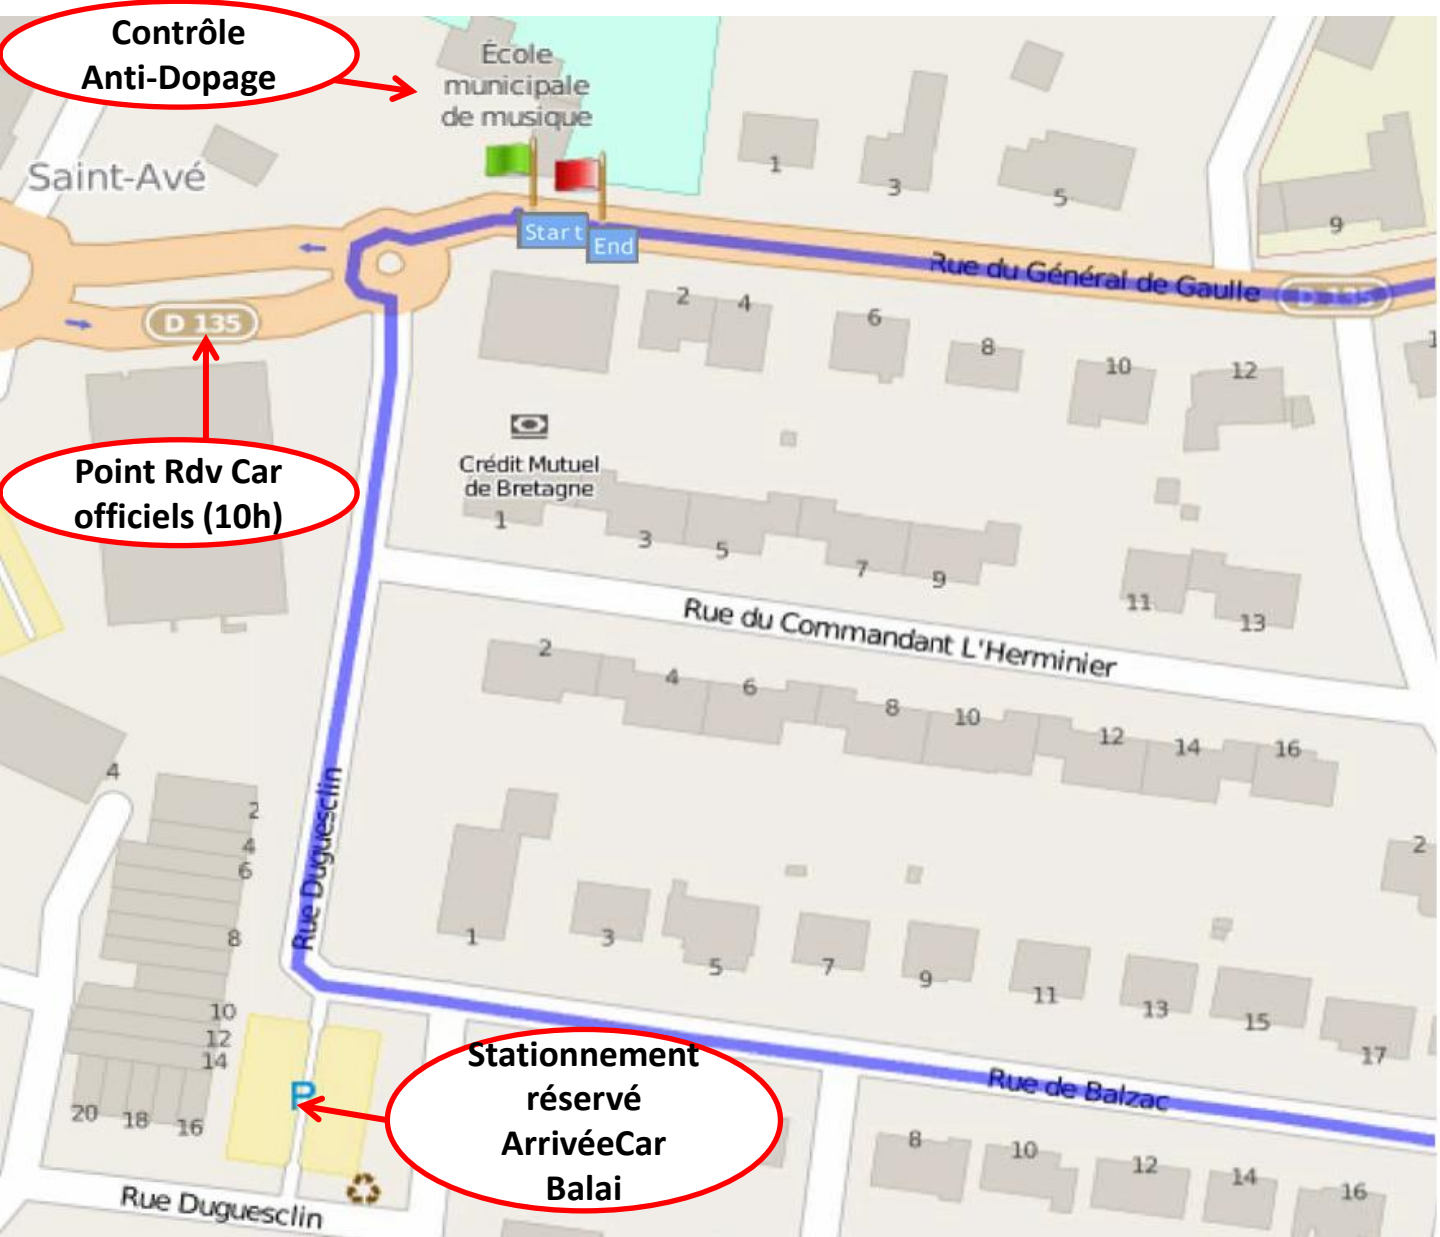 Contrôle
Anti-Dopage
École
municipale
de musique
Saint-Avé
1
3
5
9
Start
End
Rue du Général de Gaulle
D 135
D 135
2
4
6
8
10
12
1
Point Rdv Car
officiels (10h)
Crédit Mutuel
de Bretagne
1
3
5
7
9
11
13
Rue du Commandant L'Herminier
2
4
6
8
10
12
14
16
4
2
4
6
8
10
12
14
20
18
16
Rue Duguesclin
2
1
3
5
7
9
11
13
15
17
P
Stationnement
réservé
ArrivéeCar
Balai
Rue de Balzac
8
10
12
14
16
Rue Duguesclin